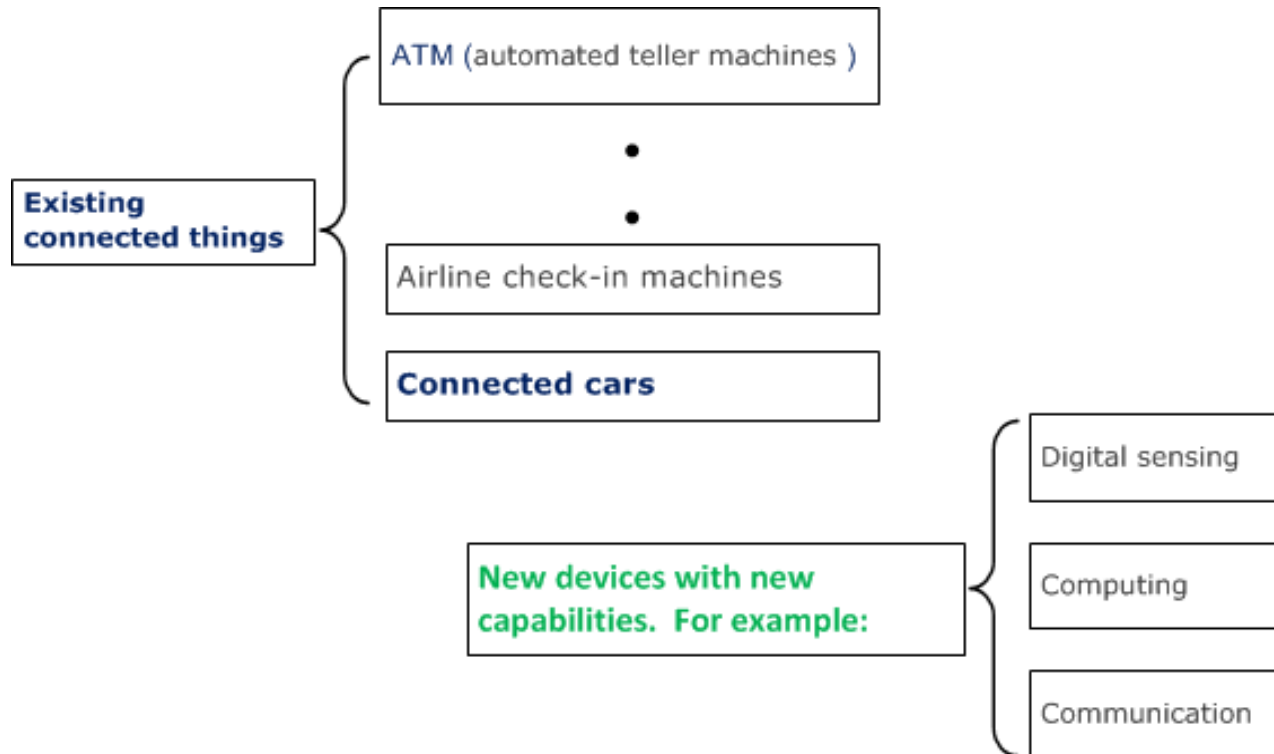 ATM (automated teller machines )
Existing
connected things
Airline check-in machines
Connected cars
Digital sensing
New devices with new
capabilities.  For example:
Computing
Communication